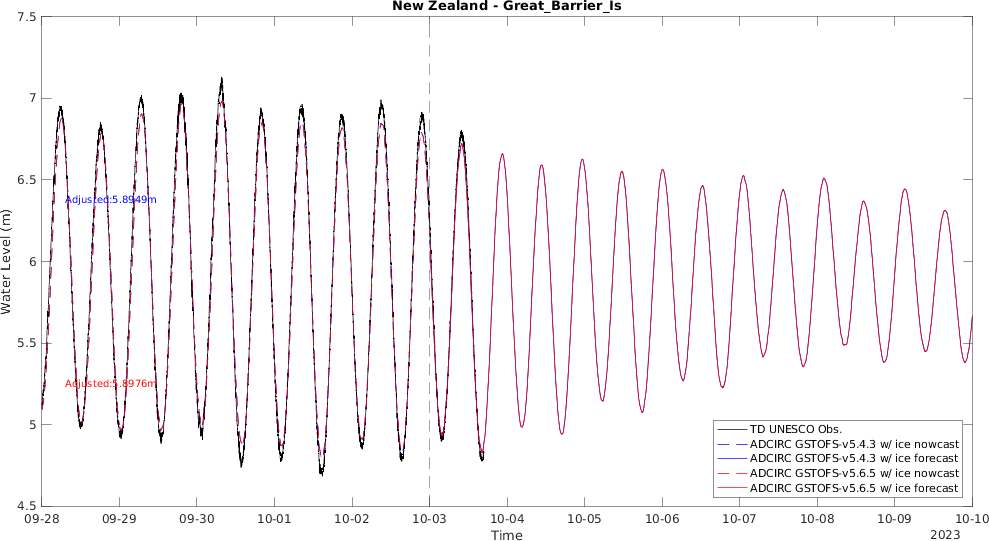 New Zealand - Great_Barrier_Is
7.5
7
6.5
6
5.5
5
4.5
Water Level (m)
Adjusted:5.8949m
Adjusted:5.8976m
TD UNESCO Obs.
ADCIRC GSTOFS-v5.4.3 w/ ice nowcast
ADCIRC GSTOFS-v5.4.3 w/ ice forecast
ADCIRC GSTOFS-v5.6.5 w/ ice nowcast
ADCIRC GSTOFS-v5.6.5 w/ ice forecast
09-28 09-29 09-30 10-01 10-02 10-03 10-04 10-05 10-06 10-07 10-08 10-09 10-10
Time
2023